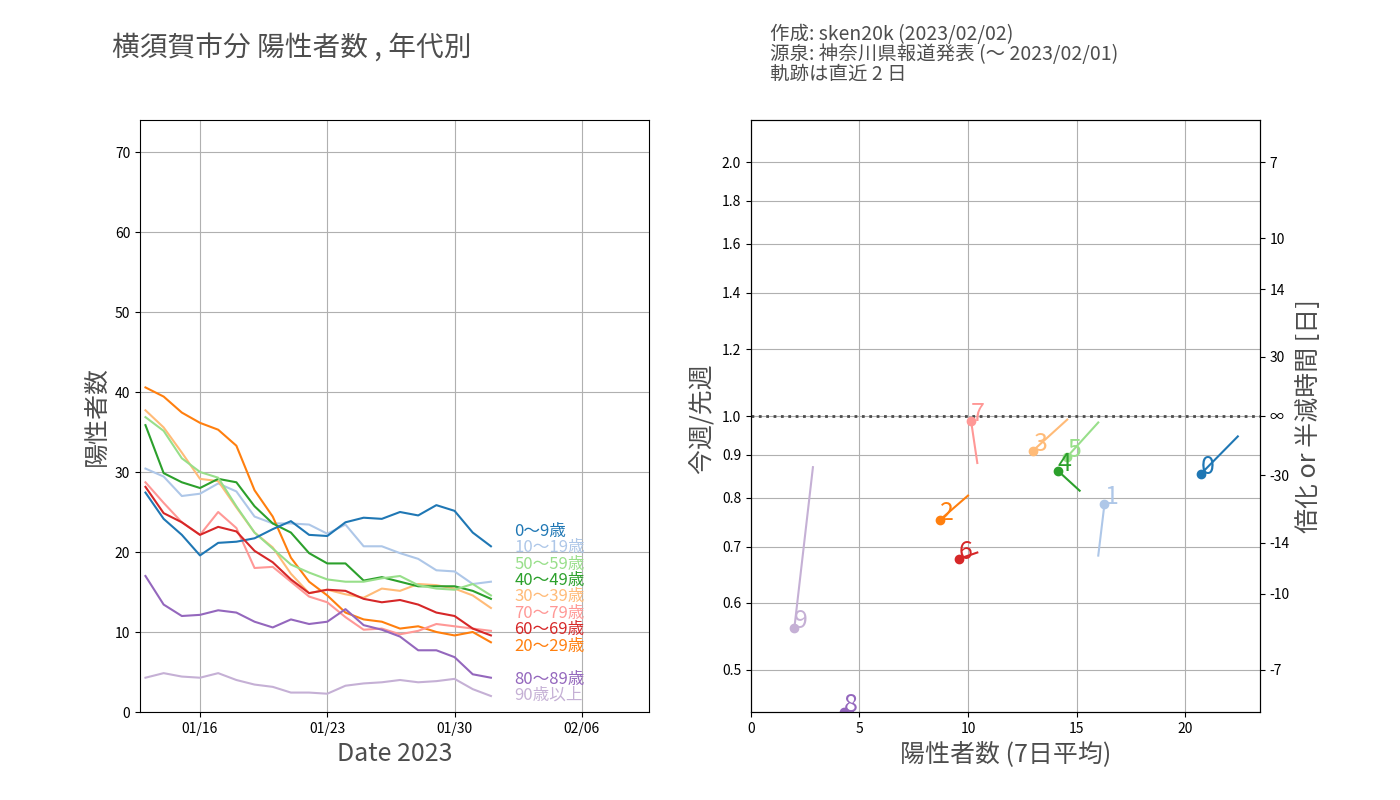 横須賀市分 陽性者数 , 年代別
作成: sken20k (2023/02/02)
源泉: 神奈川県報道発表 (〜 2023/02/01)
軌跡は直近 2 日
陽性者数
70
60
50
40
30
20
10
0
0〜9歳
10〜19歳
50〜59歳
40〜49歳
30〜39歳
70〜79歳
60〜69歳
20〜29歳
80〜89歳
90歳以上
01/16
01/23
01/30
02/06
Date 2023
今週/先週
2.0
1.8
1.6
1.4
1.2
1.0
0.9
0.8
0.7
0.6
0.5
7
3
5
4
0
1
2
6
9
8
0
5
10
15
20
陽性者数 (7日平均)
7
10
14
30
∞
-30
-14
-10
-7
倍化 or 半減時間 [日]